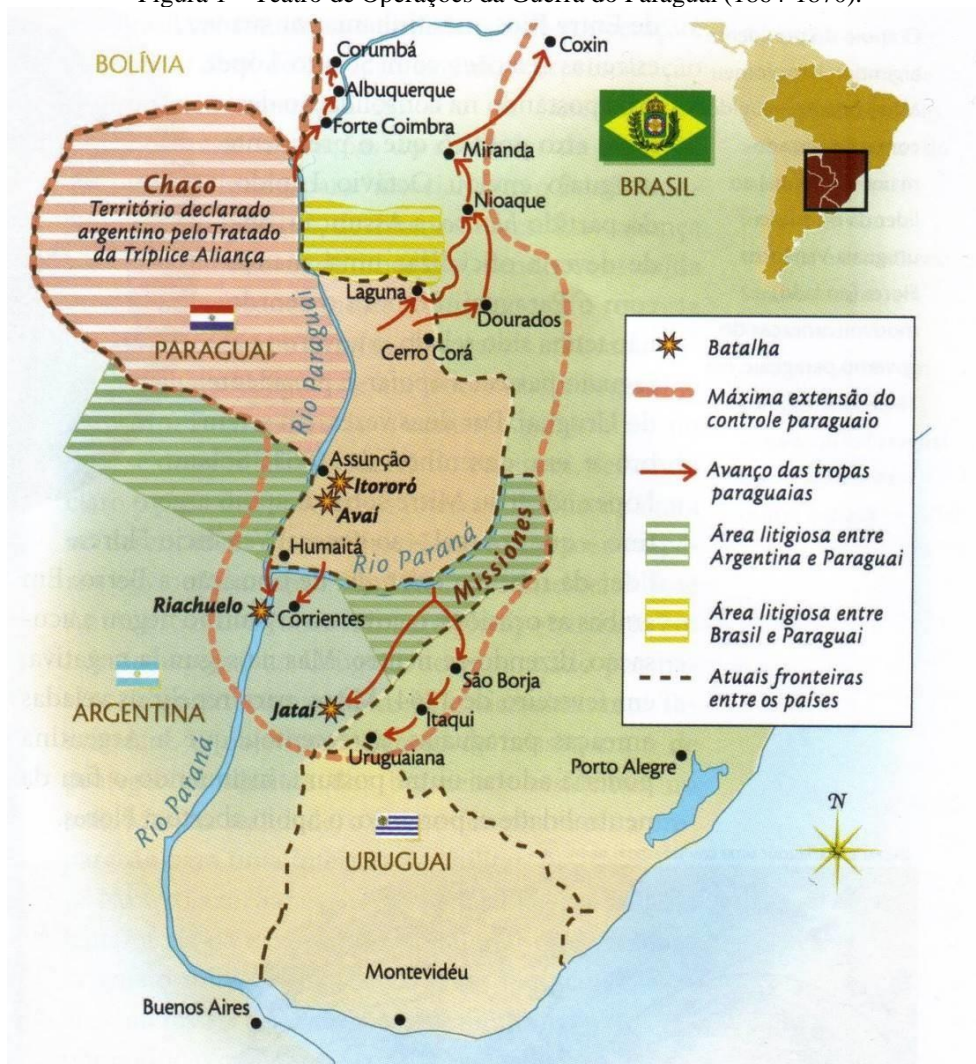 Figura 1 – Teatro de Operações da Guerra do Paraguai (1864-1870).
BOLÍVIA
Corumbá
Albuquerque
Forte Coimbra
Coxin
Miranda
Nioaque
BRASIL
Chaco
Território declarado
argentino pelo Tratado
da Tríplice Aliança
PARAGUAI
Rio Paraguai
Laguna
Dourados
Cerro Corá
Assunção
Itororó
Avaí
Humaitá
Rio Paraná
Missiones
Riachuelo
Corrientes
São Borja
Itaqui
Jataí
Uruguaiana
ARGENTINA
Rio Paraná
Porto Alegre
URUGUAI
Montevidéu
Buenos Aires
N
Batalha
Máxima extensão do
controle paraguaio
Avanço das tropas
paraguaias
Área litigiosa entre
Argentina e Paraguai
Área litigiosa entre
Brasil e Paraguai
Atuais fronteiras
entre os países